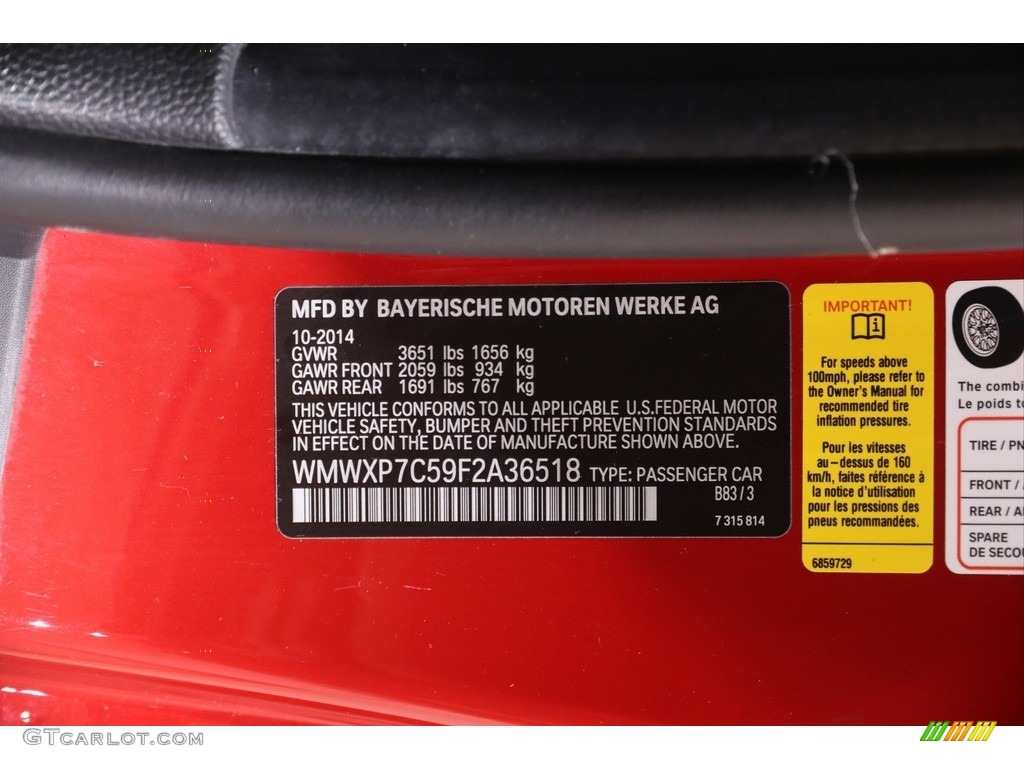 MFD BY BAYERISCHE MOTOREN WERKE AG
10-2014
GVWR 3651 lbs 1656 kg
GAWR FRONT 2059 lbs 934 kg
GAWR REAR 1691 lbs 767 kg
THIS VEHICLE CONFORMS TO ALL APPLICABLE U.S.FEDERAL MOTOR
VEHICLE SAFETY, BUMPER AND THEFT PREVENTION STANDARDS
IN EFFECT ON THE DATE OF MANUFACTURE SHOWN ABOVE.
WMWXP7C59F2A36518 TYPE: PASSENGER CAR
B83 / 3
7 315 814
IMPORTANT!
For speeds above
100mph, please refer to
the Owner's Manual for
recommended tire
inflation pressures.
Pour les vitesses
au-dessus de 160
km/h, faites référence à
la notice d'utilisation
pour les pressions des
pneus recommandées.
6859729
The combi
Le poids to
TIRE / PN
FRONT /
REAR / A
SPARE
DE SECOU
GTcarlot.com